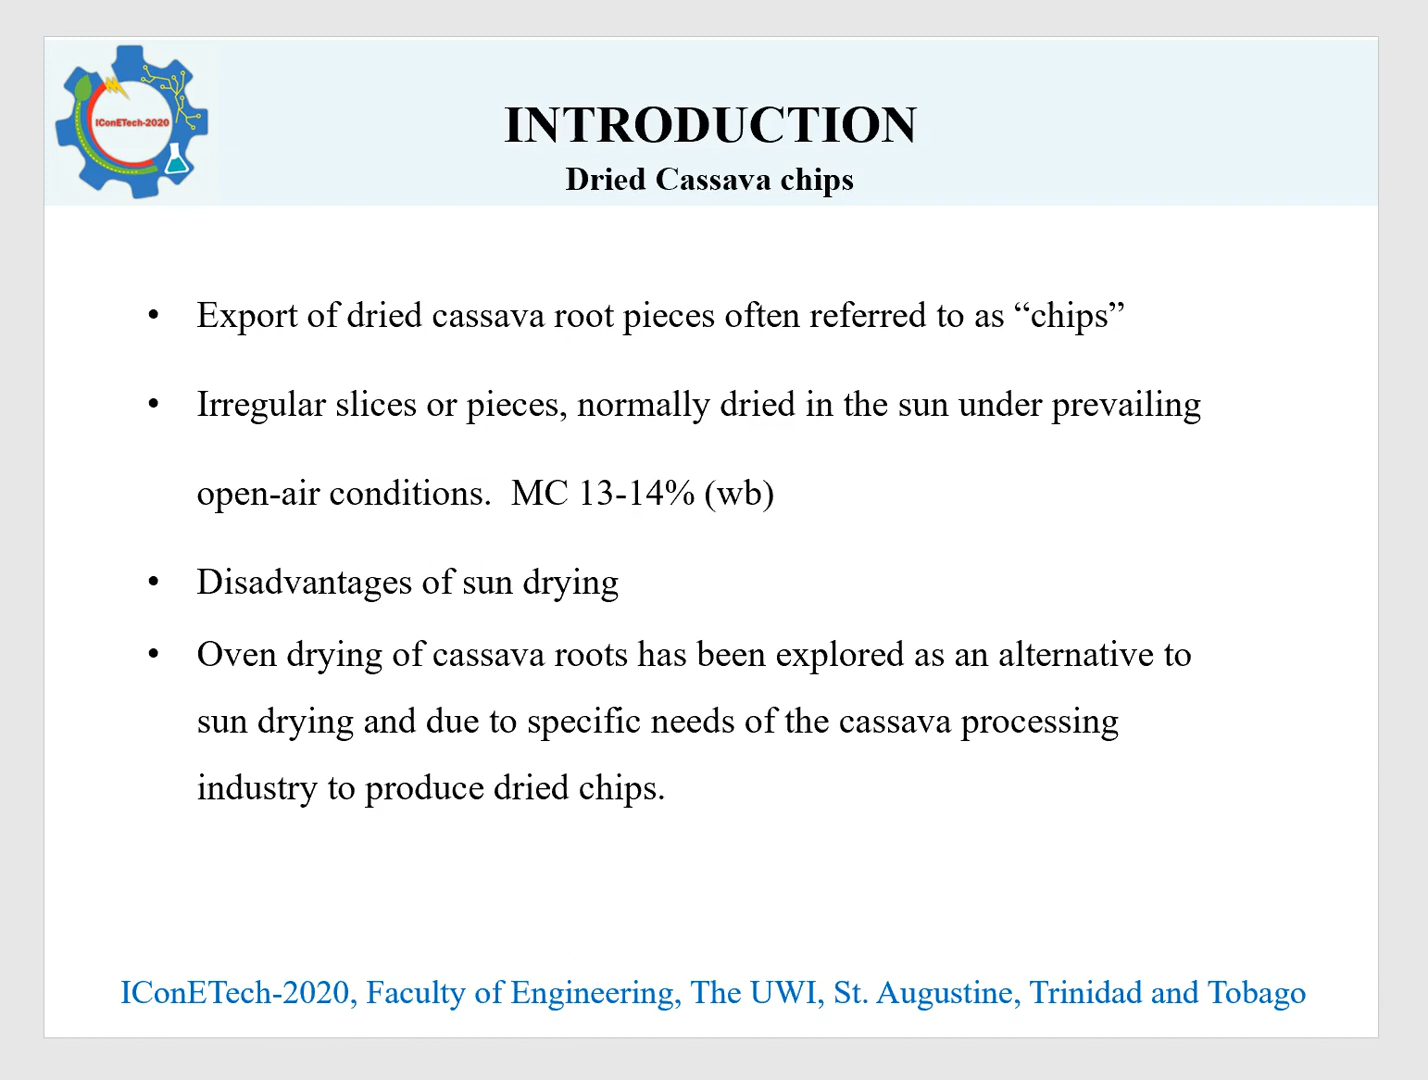 IConETech-2020
INTRODUCTION
Dried Cassava chips
• Export of dried cassava root pieces often referred to as “chips”
• Irregular slices or pieces, normally dried in the sun under prevailing
open-air conditions.  MC 13-14% (wb)
• Disadvantages of sun drying
• Oven drying of cassava roots has been explored as an alternative to
sun drying and due to specific needs of the cassava processing
industry to produce dried chips.
IConETech-2020, Faculty of Engineering, The UWI, St. Augustine, Trinidad and Tobago